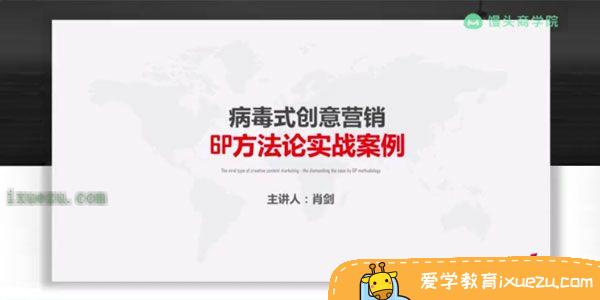 馒头商学院
病毒式创意营销
6P方法论实战案例
The viral type of creative content marketing - the dismantling the case by 6P methodology
主讲人：肖剑
ixuezu.com
爱学教育ixuezu.com